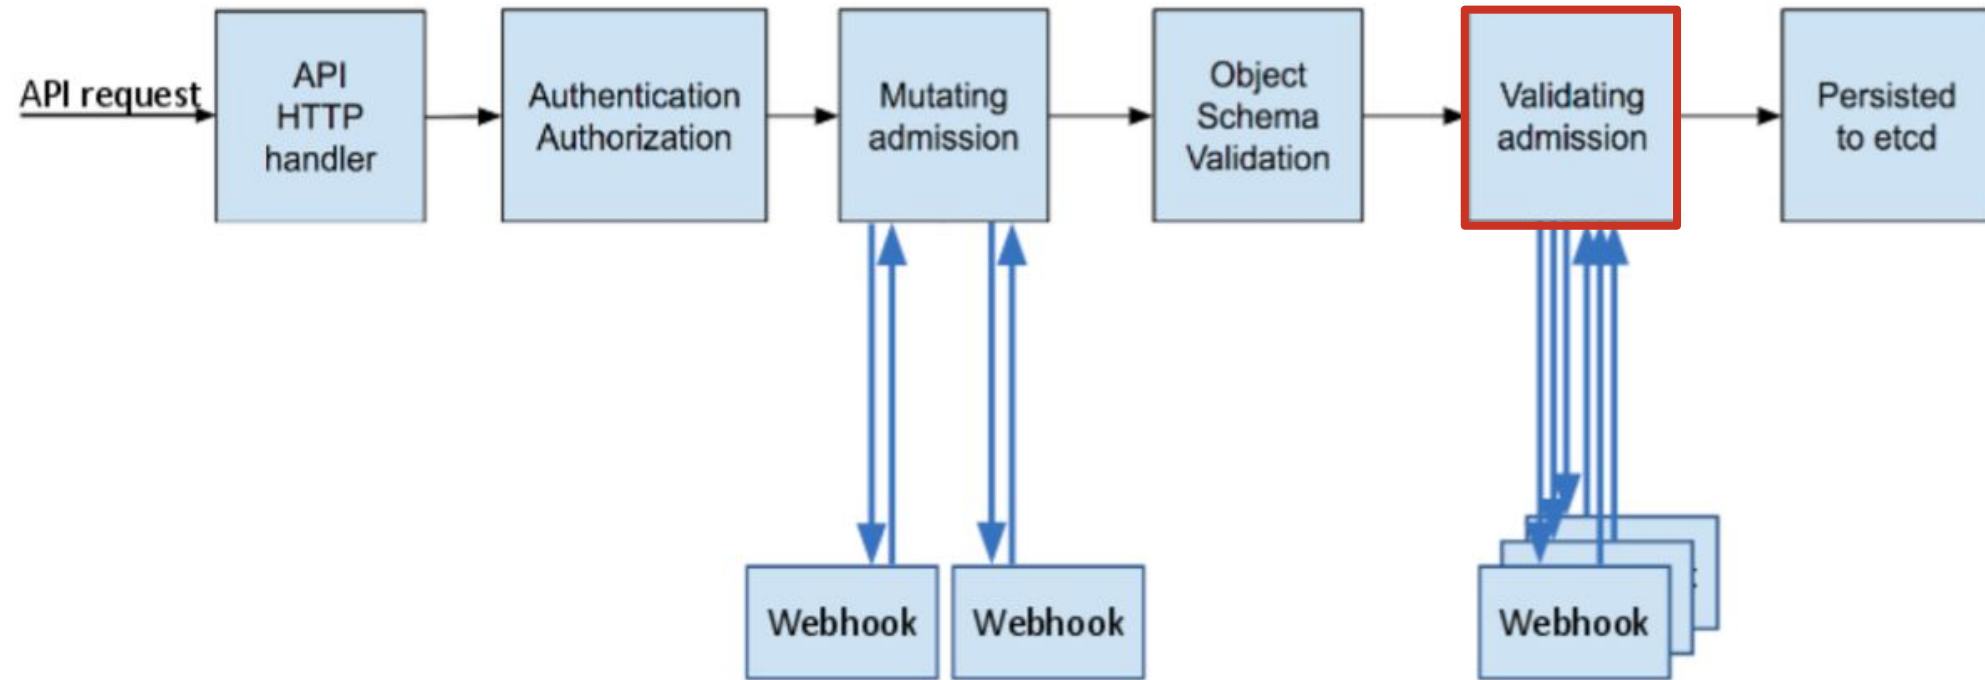 API request
API
HTTP
handler
Authentication
Authorization
Mutating
admission
Object
Schema
Validation
Validating
admission
Persisted
to etcd
Webhook
Webhook
Webhook